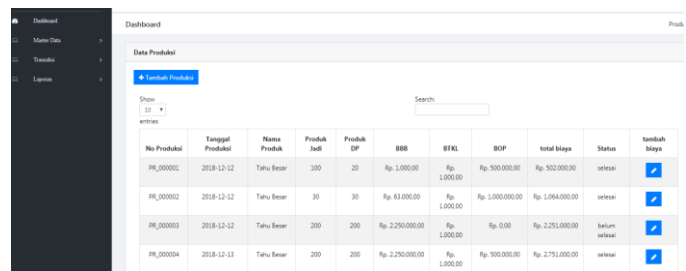 Dashboard
Master Data
Transaksi
Laporan
Dashboard
Produ
Data Produksi
+ Tambah Produksi
Show
10
entries
Search:
No Produksi Tanggal Produksi Nama Produk Produk Jadi Produk DP BBB BTKL BOP total biaya Status tambah biaya
PR_000001 2018-12-12 Tahu Besar 100 20 Rp. 1.000,00 Rp. 1.000,00 Rp. 500.000,00 Rp. 502.000,00 selesai
PR_000002 2018-12-12 Tahu Besar 30 30 Rp. 63.000,00 Rp. 1.000,00 Rp. 1.000.000,00 Rp. 1.064.000,00 selesai
PR_000003 2018-12-12 Tahu Besar 200 200 Rp. 2.250.000,00 Rp. 1.000,00 Rp. 0,00 Rp. 2.251.000,00 belum selesai
PR_000004 2018-12-13 Tahu Besar 200 200 Rp. 2.250.000,00 Rp. 1.000,00 Rp. 500.000,00 Rp. 2.751.000,00 selesai